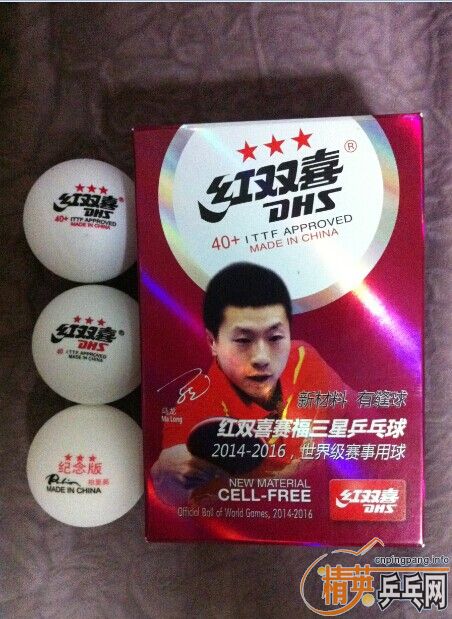 ★★★
红双喜
DHS
40+ ITTF APPROVED
MADE IN CHINA
★★★
红双喜
DHS
40 ITTF APPROVED
MADE IN CHINA
★★★
纪念版
MADE IN CHINA
★★★
红双喜®
DHS
40+ ITTF APPROVED
MADE IN CHINA
马龙
Ma Long
新材料 有缝球
红双喜赛福三星乒乓球
2014-2016，世界级赛事用球
NEW MATERIAL
CELL-FREE
Official Ball of World Games, 2014-2016
红双喜
DHS
cnpingpang.info
精英乒乓网